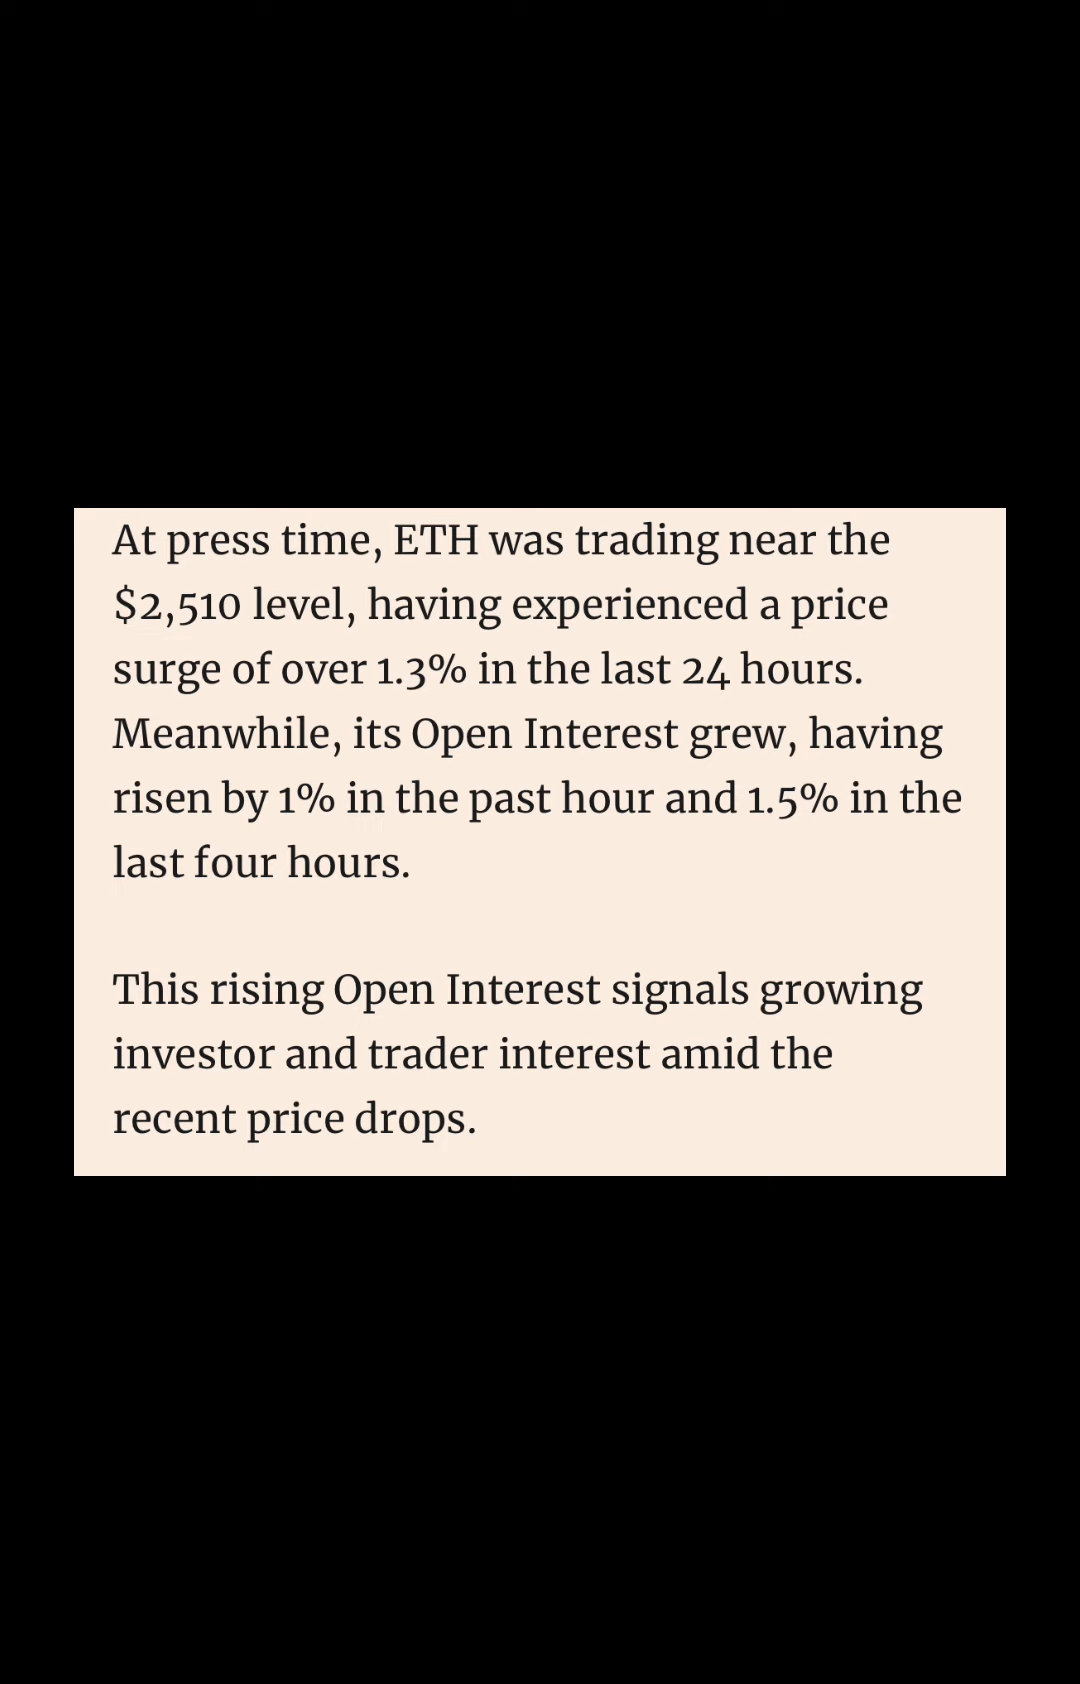 At press time, ETH was trading near the
$2,510 level, having experienced a price
surge of over 1.3% in the last 24 hours.
Meanwhile, its Open Interest grew, having
risen by 1% in the past hour and 1.5% in the
last four hours.
This rising Open Interest signals growing
investor and trader interest amid the
recent price drops.